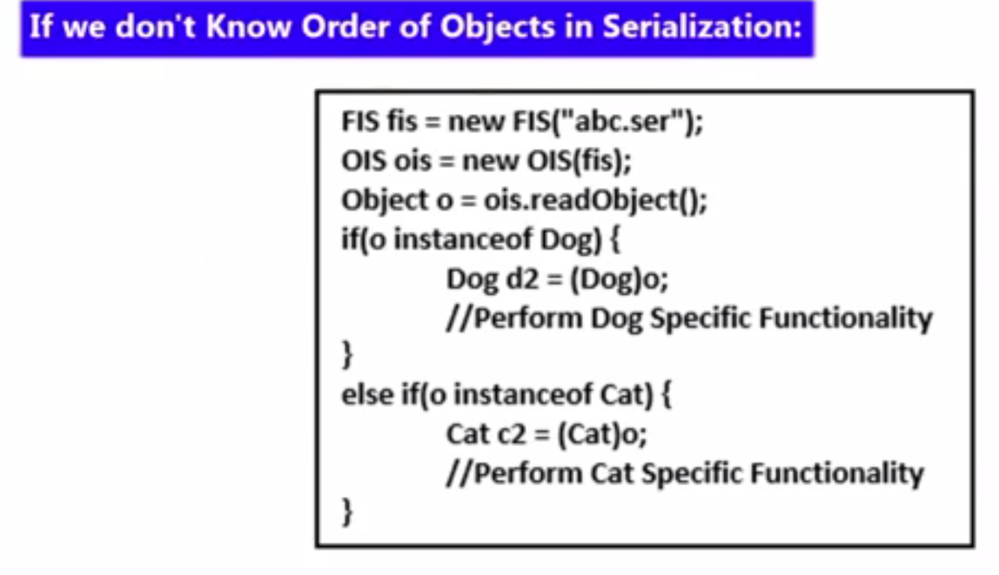 If we don't Know Order of Objects in Serialization:
FIS fis = new FIS("abc.ser");
OIS ois = new OIS(fis);
Object o = ois.readObject();
if(o instanceof Dog) {
Dog d2 = (Dog)o;
//Perform Dog Specific Functionality
}
else if(o instanceof Cat) {
Cat c2 = (Cat)o;
//Perform Cat Specific Functionality
}